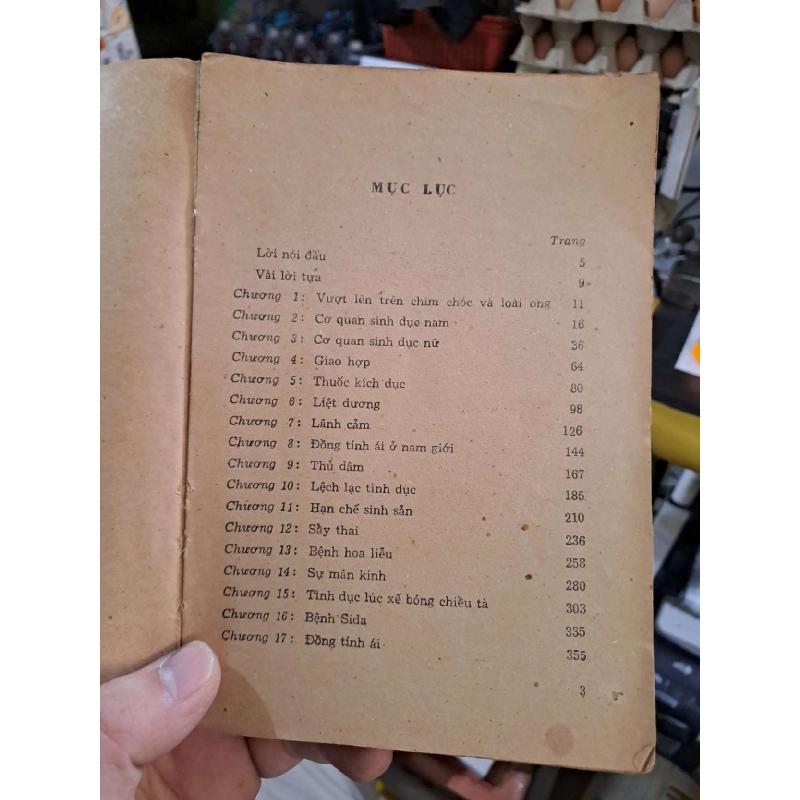 MỤC LỤC
Trang
Lời nói đầu 5
Vài lời tựa 9
Chương 1: Vượt lên trên chim chóc và loài ong 11
Chương 2: Cơ quan sinh dục nam 16
Chương 3: Cơ quan sinh dục nữ 36
Chương 4: Giao hợp 64
Chương 5: Thuốc kích dục 80
Chương 6: Liệt dương 98
Chương 7: Lãnh cảm 126
Chương 8: Đồng tính ái ở nam giới 144
Chương 9: Thủ dâm 167
Chương 10: Lệch lạc tình dục 185
Chương 11: Hạn chế sinh sản 210
Chương 12: Sẩy thai 236
Chương 13: Bệnh hoa liễu 258
Chương 14: Sự mãn kinh 280
Chương 15: Tình dục lúc xế bóng chiều tà 303
Chương 16: Bệnh Sida 335
Chương 17: Đồng tính ái 355
3